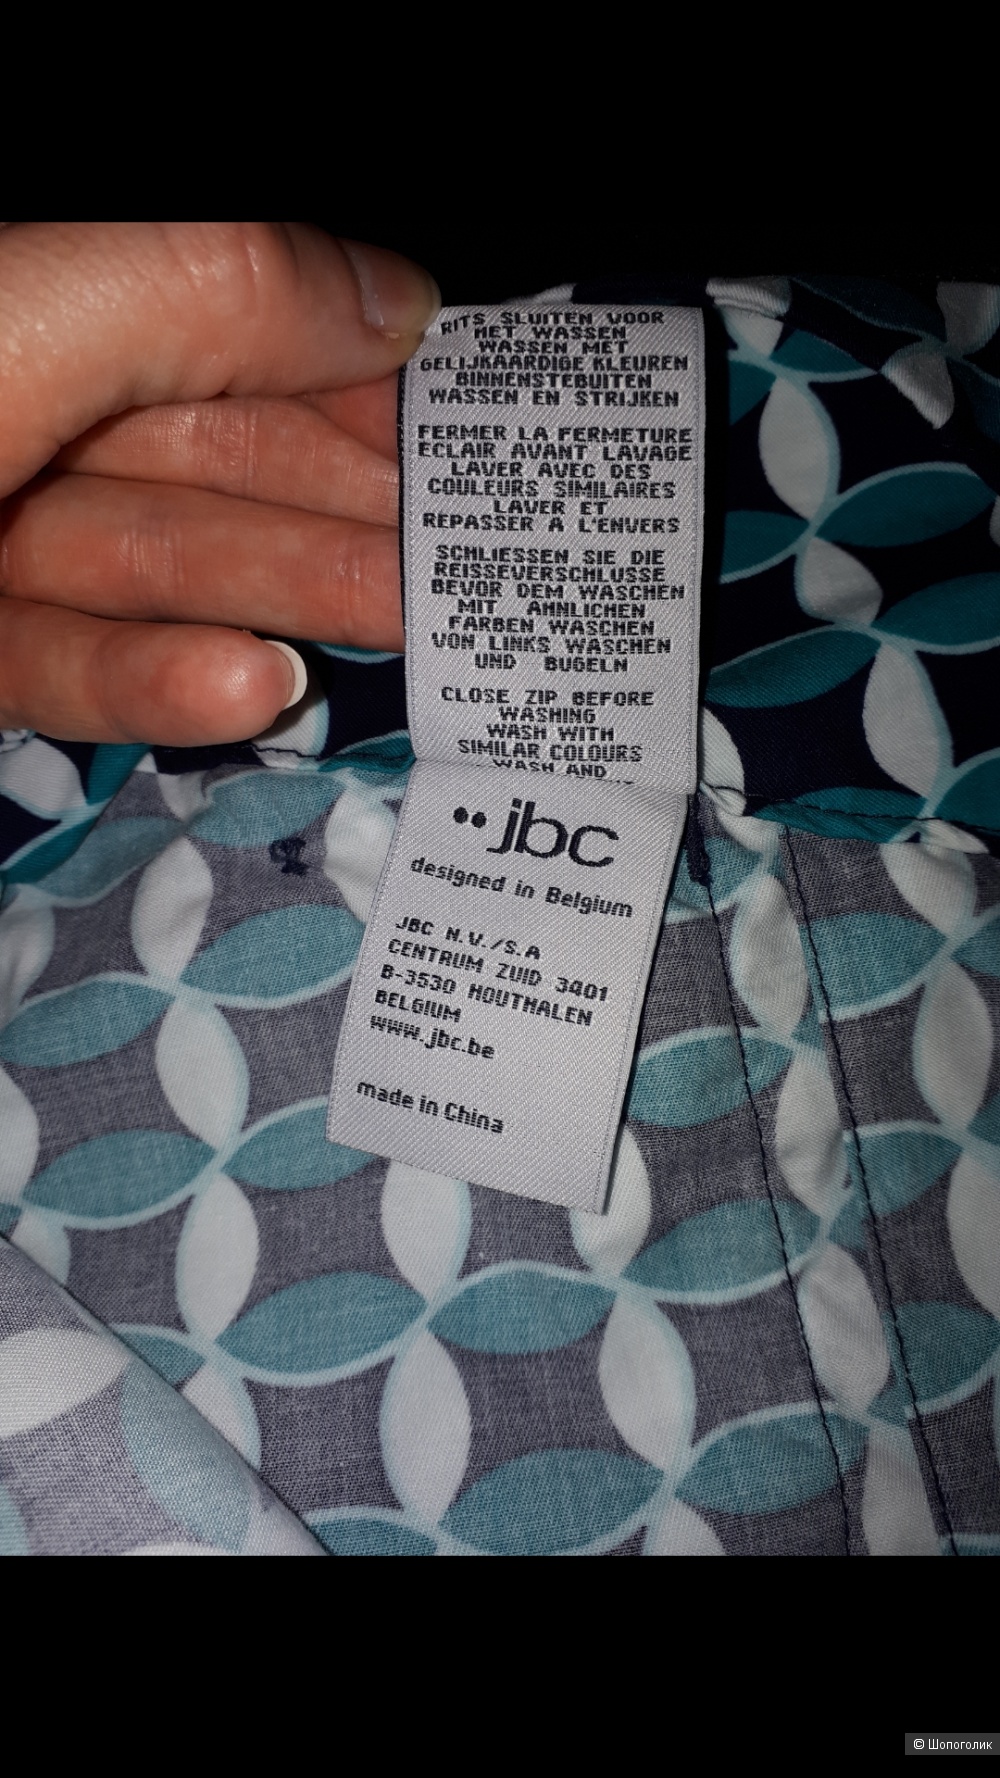 RITS SLUITEN VOOR
HET WASSEN
WASSEN MET
GELIJKAARDIGE KLEUREN
BINNENSTEBUITEN
WASSEN EN STRIJKEN
FERMER LA FERMETURE
ECLAIR AVANT LAVAGE
LAVER AVEC DES
COULEURS SIMILAIRES
LAVER ET
REPASSER A L'ENVERS
SCHLIESSEN SIE DIE
REISSEVERSCHLUSSE
BEVOR DEM WASCHEN
MIT AHNLICHEN
FARBEN WASCHEN
VON LINKS WASCHEN
UND BUGELN
CLOSE ZIP BEFORE
WASHING
WASH WITH
SIMILAR COLOURS
WASH AND
jbc
designed in Belgium
JBC N.V./S.A
CENTRUM ZUID 3401
B-3530 HOUTHALEN
BELGIUM
www.jbc.be
made in China
© Шопоголик